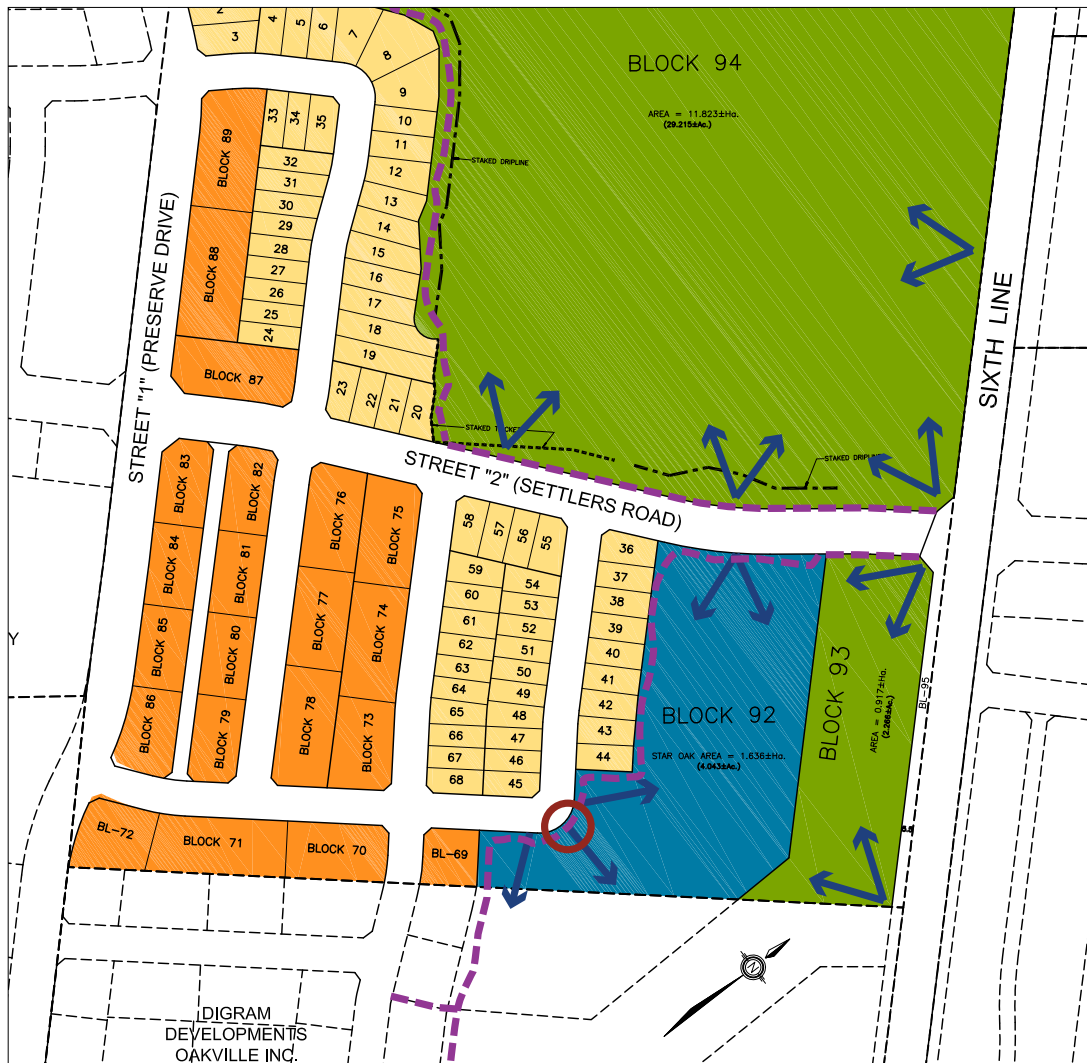 2
3
4
5
6
7
8
9
10
11
12
13
14
15
16
17
18
19
23
22
21
20
33
34
35
32
31
30
29
28
27
26
25
24
BLOCK 89
BLOCK 88
BLOCK 87
BLOCK 94
AREA = 11.823±Ha.
(29.215±Ac.)
STAKED DRIPLINE
STAKED
STAKED DRIPLINE
STREET "1" (PRESERVE DRIVE)
STREET "2" (SETTLERS ROAD)
SIXTH LINE
BLOCK 83
BLOCK 84
BLOCK 85
BLOCK 86
BLOCK 82
BLOCK 81
BLOCK 80
BLOCK 79
BLOCK 76
BLOCK 77
BLOCK 78
BLOCK 75
BLOCK 74
BLOCK 73
58
57
56
55
59
60
61
62
63
64
65
66
67
68
54
53
52
51
50
49
48
47
46
45
36
37
38
39
40
41
42
43
44
BLOCK 92
STAR OAK AREA = 1.636±Ha.
(4.043±Ac.)
BLOCK 93
AREA = 0.917±Ha.
(2.266±Ac.)
BL-95
Y
BL-72
BLOCK 71
BLOCK 70
BL-69
N
DIGRAM
DEVELOPMENTS
OAKVILLE INC.